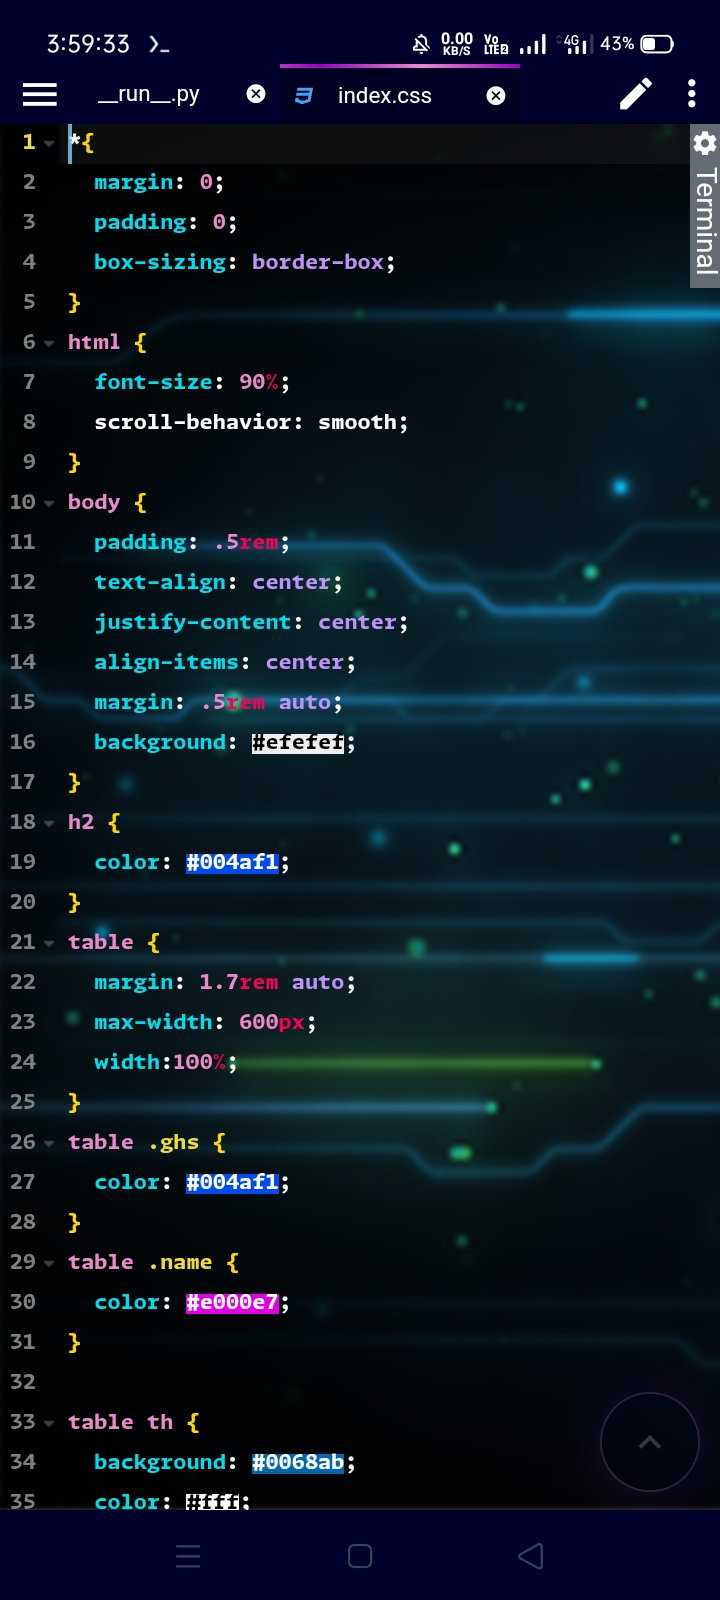 3:59:33 0.00 KB/S Vo LTE2 4G 43%
__run__.py index.css
Terminal
1 *{
2 margin: 0;
3 padding: 0;
4 box-sizing: border-box;
5 }
6 html {
7 font-size: 90%;
8 scroll-behavior: smooth;
9 }
10 body {
11 padding: .5rem;
12 text-align: center;
13 justify-content: center;
14 align-items: center;
15 margin: .5rem auto;
16 background: #efefef;
17 }
18 h2 {
19 color: #004af1;
20 }
21 table {
22 margin: 1.7rem auto;
23 max-width: 600px;
24 width:100%;
25 }
26 table .ghs {
27 color: #004af1;
28 }
29 table .name {
30 color: #e000e7;
31 }
32
33 table th {
34 background: #0068ab;
35 color: #fff;